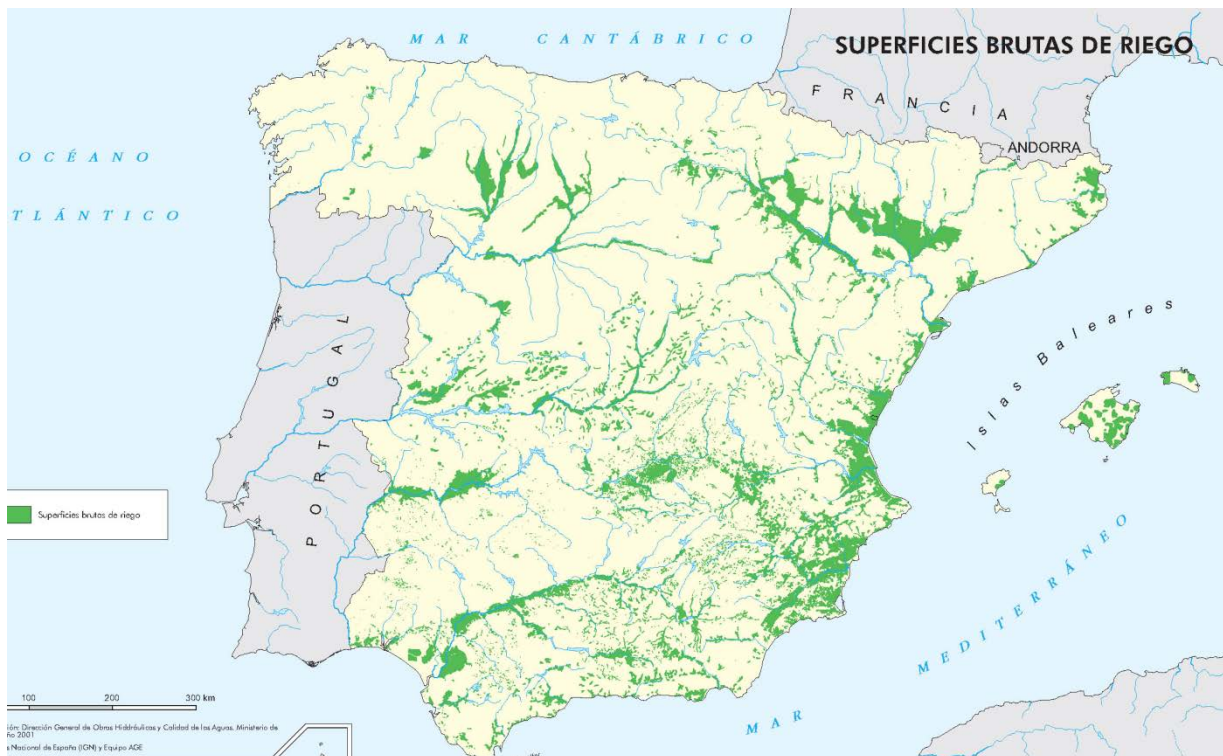 MAR CANTÁBRICO
SUPERFICIES BRUTAS DE RIEGO
FRANCIA
ANDORRA
OCÉANO
TLÁNTICO
Islas Baleares
PORTUGAL
Superficies brutas de riego
MEDITERRÁNEO
MAR
100 200 300 km
ión: Dirección General de Obras Hidráulicas y Calidad de las Aguas. Ministerio de
ño 2001
Nacional de España (IGN) y Equipo AGE